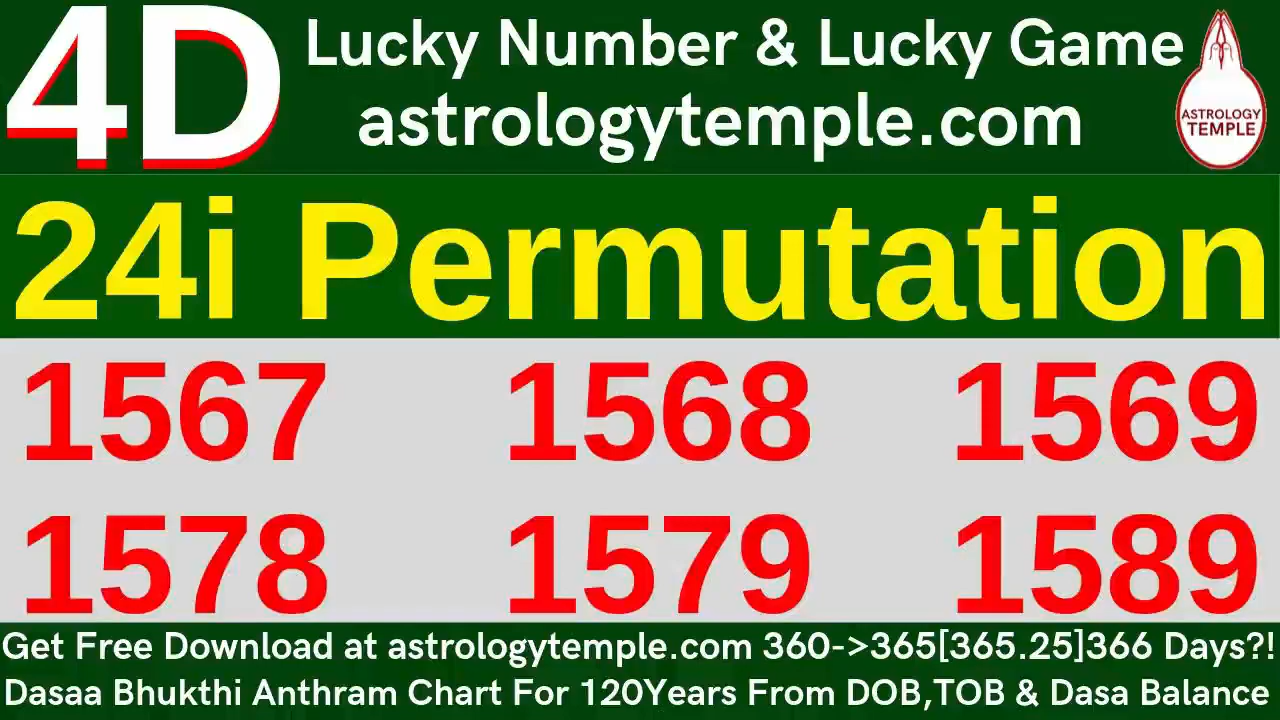 4D
Lucky Number & Lucky Game
astrologytemple.com
ASTROLOGY
TEMPLE
24i Permutation
1567 1568 1569
1578 1579 1589
Get Free Download at astrologytemple.com 360->365[365.25]366 Days?!
Dasaa Bhukthi Anthram Chart For 120Years From DOB,TOB & Dasa Balance